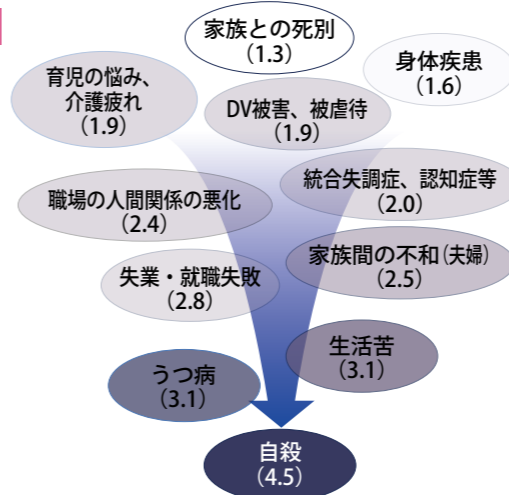 家族との死別
（1.3）
身体疾患
（1.6）
育児の悩み、
介護疲れ
（1.9）
DV被害、被虐待
（1.9）
統合失調症、認知症等
（2.0）
職場の人間関係の悪化
（2.4）
家族間の不和（夫婦）
（2.5）
失業・就職失敗
（2.8）
生活苦
（3.1）
うつ病
（3.1）
自殺
（4.5）